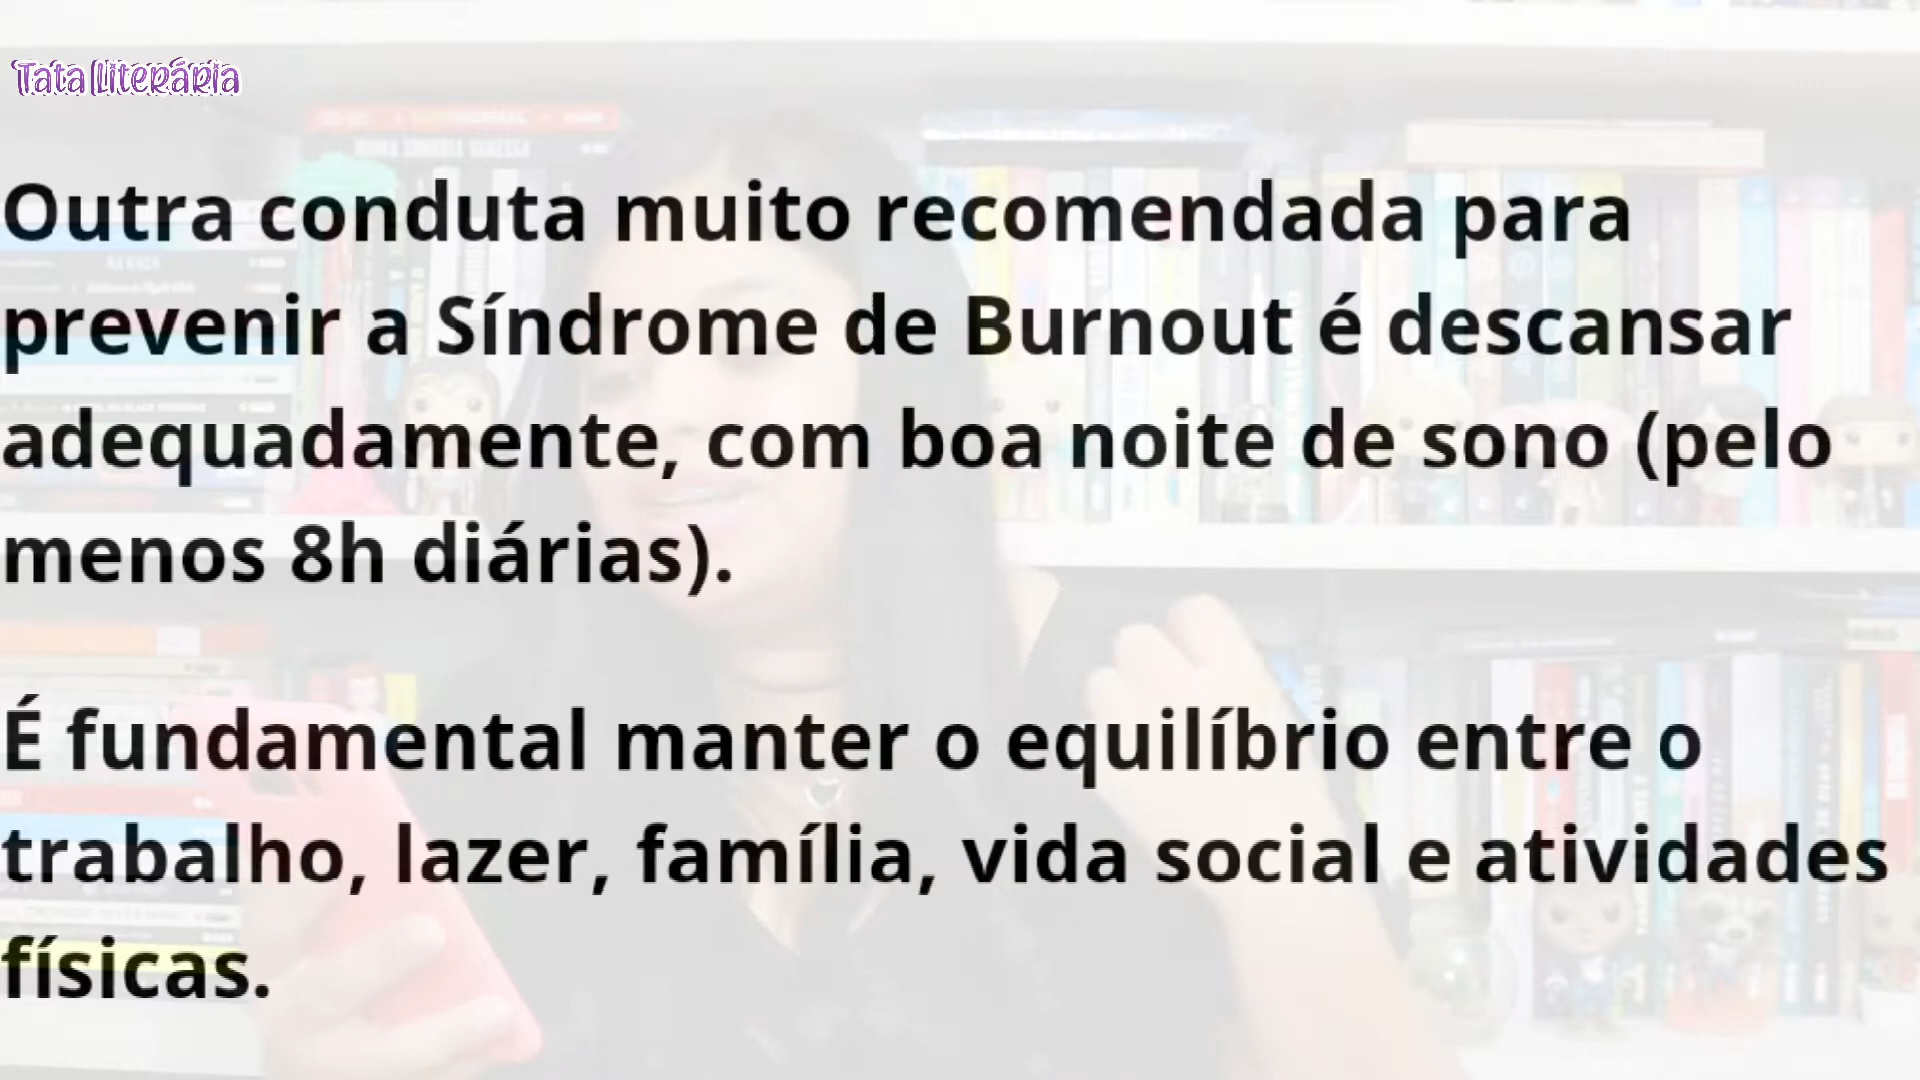 Tata Literária
Outra conduta muito recomendada para
prevenir a Síndrome de Burnout é descansar
adequadamente, com boa noite de sono (pelo
menos 8h diárias).
É fundamental manter o equilíbrio entre o
trabalho, lazer, família, vida social e atividades
físicas.